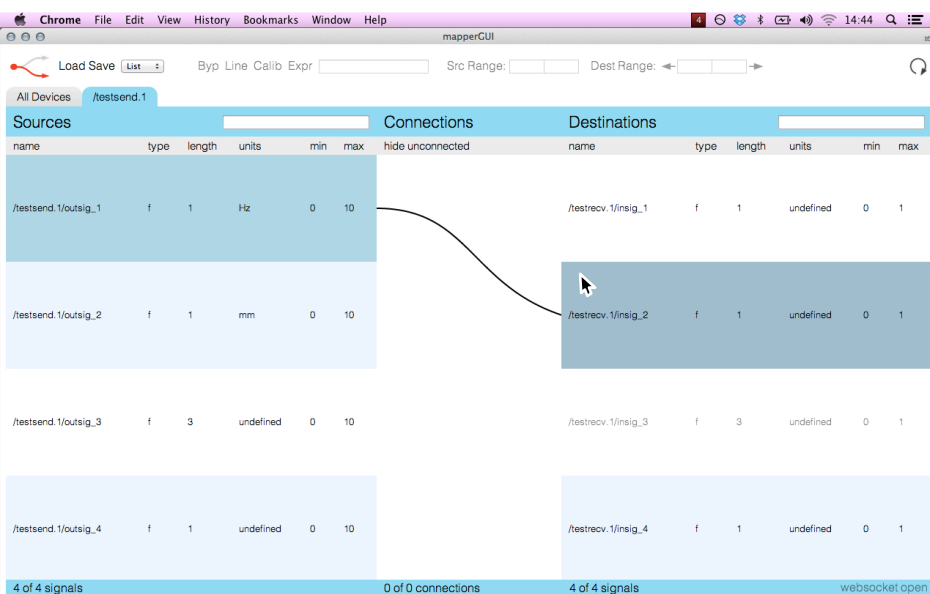 Chrome File Edit View History Bookmarks Window Help 4 14:44
mapperGUI
Load Save List Byp Line Calib Expr Src Range: Dest Range:
All Devices /testsend.1
Sources Connections Destinations
name type length units min max hide unconnected name type length units min max
/testsend.1/outsig_1 f 1 Hz 0 10 /testrecv.1/insig_1 f 1 undefined 0 1
/testsend.1/outsig_2 f 1 mm 0 10 /testrecv.1/insig_2 f 1 undefined 0 1
/testsend.1/outsig_3 f 3 undefined 0 10 /testrecv.1/insig_3 f 3 undefined 0 1
/testsend.1/outsig_4 f 1 undefined 0 10 /testrecv.1/insig_4 f 1 undefined 0 1
4 of 4 signals 0 of 0 connections 4 of 4 signals websocket open